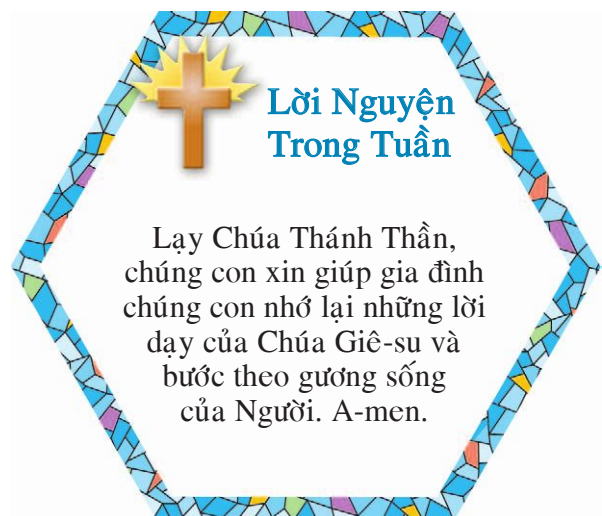 Lời Nguyện
Trong Tuần
Lạy Chúa Thánh Thần,
chúng con xin giúp gia đình
chúng con nhớ lại những lời
dạy của Chúa Giê-su và
bước theo gương sống
của Người. A-men.